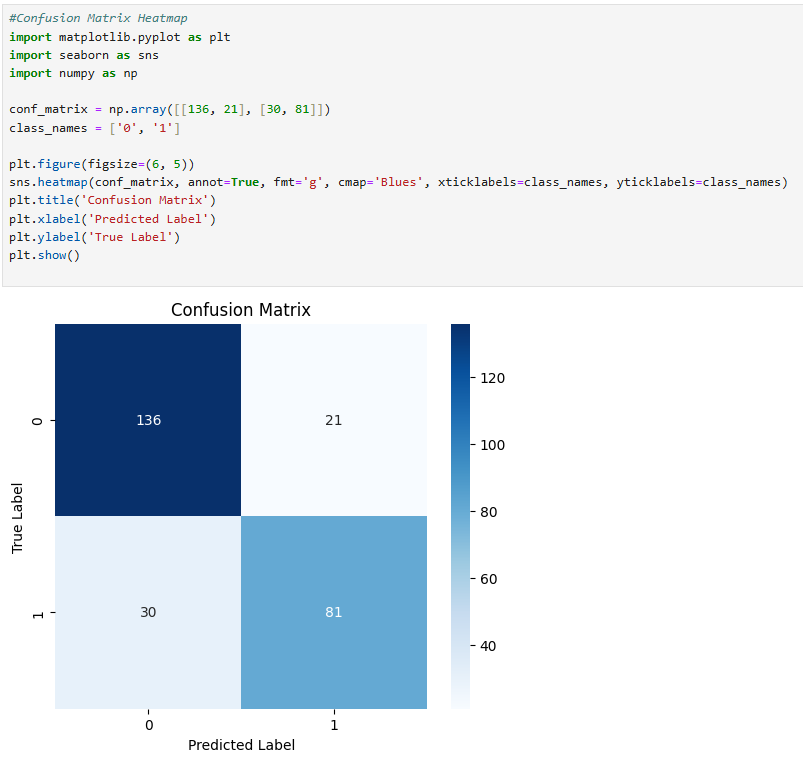 #Confusion Matrix Heatmap
import matplotlib.pyplot as plt
import seaborn as sns
import numpy as np
conf_matrix = np.array([[136, 21], [30, 81]])
class_names = ['0', '1']
plt.figure(figsize=(6, 5))
sns.heatmap(conf_matrix, annot=True, fmt='g', cmap='Blues', xticklabels=class_names, yticklabels=class_names)
plt.title('Confusion Matrix')
plt.xlabel('Predicted Label')
plt.ylabel('True Label')
plt.show()
Confusion Matrix
True Label
0
136
21
1
30
81
0
1
Predicted Label
120
100
80
60
40